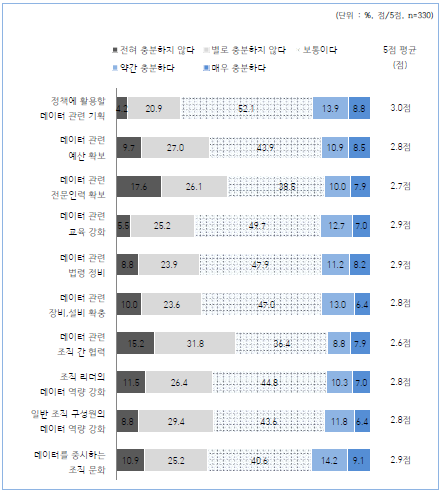 (단위 : %, 점/5점, n=330)
전혀 충분하지 않다 별로 충분하지 않다 보통이다 5점 평균
약간 충분하다 매우 충분하다 (점)
정책에 활용할
데이터 관련 기획 4.2 20.9 52.1 13.9 8.8 3.0점
데이터 관련
예산 확보 9.7 27.0 43.9 10.9 8.5 2.8점
데이터 관련
전문인력 확보 17.6 26.1 38.5 10.0 7.9 2.7점
데이터 관련
교육 강화 5.5 25.2 49.7 12.7 7.0 2.9점
데이터 관련
법령 정비 8.8 23.9 47.9 11.2 8.2 2.9점
데이터 관련
장비,설비 확충 10.0 23.6 47.0 13.0 6.4 2.8점
데이터 관련
조직 간 협력 15.2 31.8 36.4 8.8 7.9 2.6점
조직 리더의
데이터 역량 강화 11.5 26.4 44.8 10.3 7.0 2.8점
일반 조직 구성원의
데이터 역량 강화 8.8 29.4 43.6 11.8 6.4 2.8점
데이터를 중시하는
조직 문화 10.9 25.2 40.6 14.2 9.1 2.9점